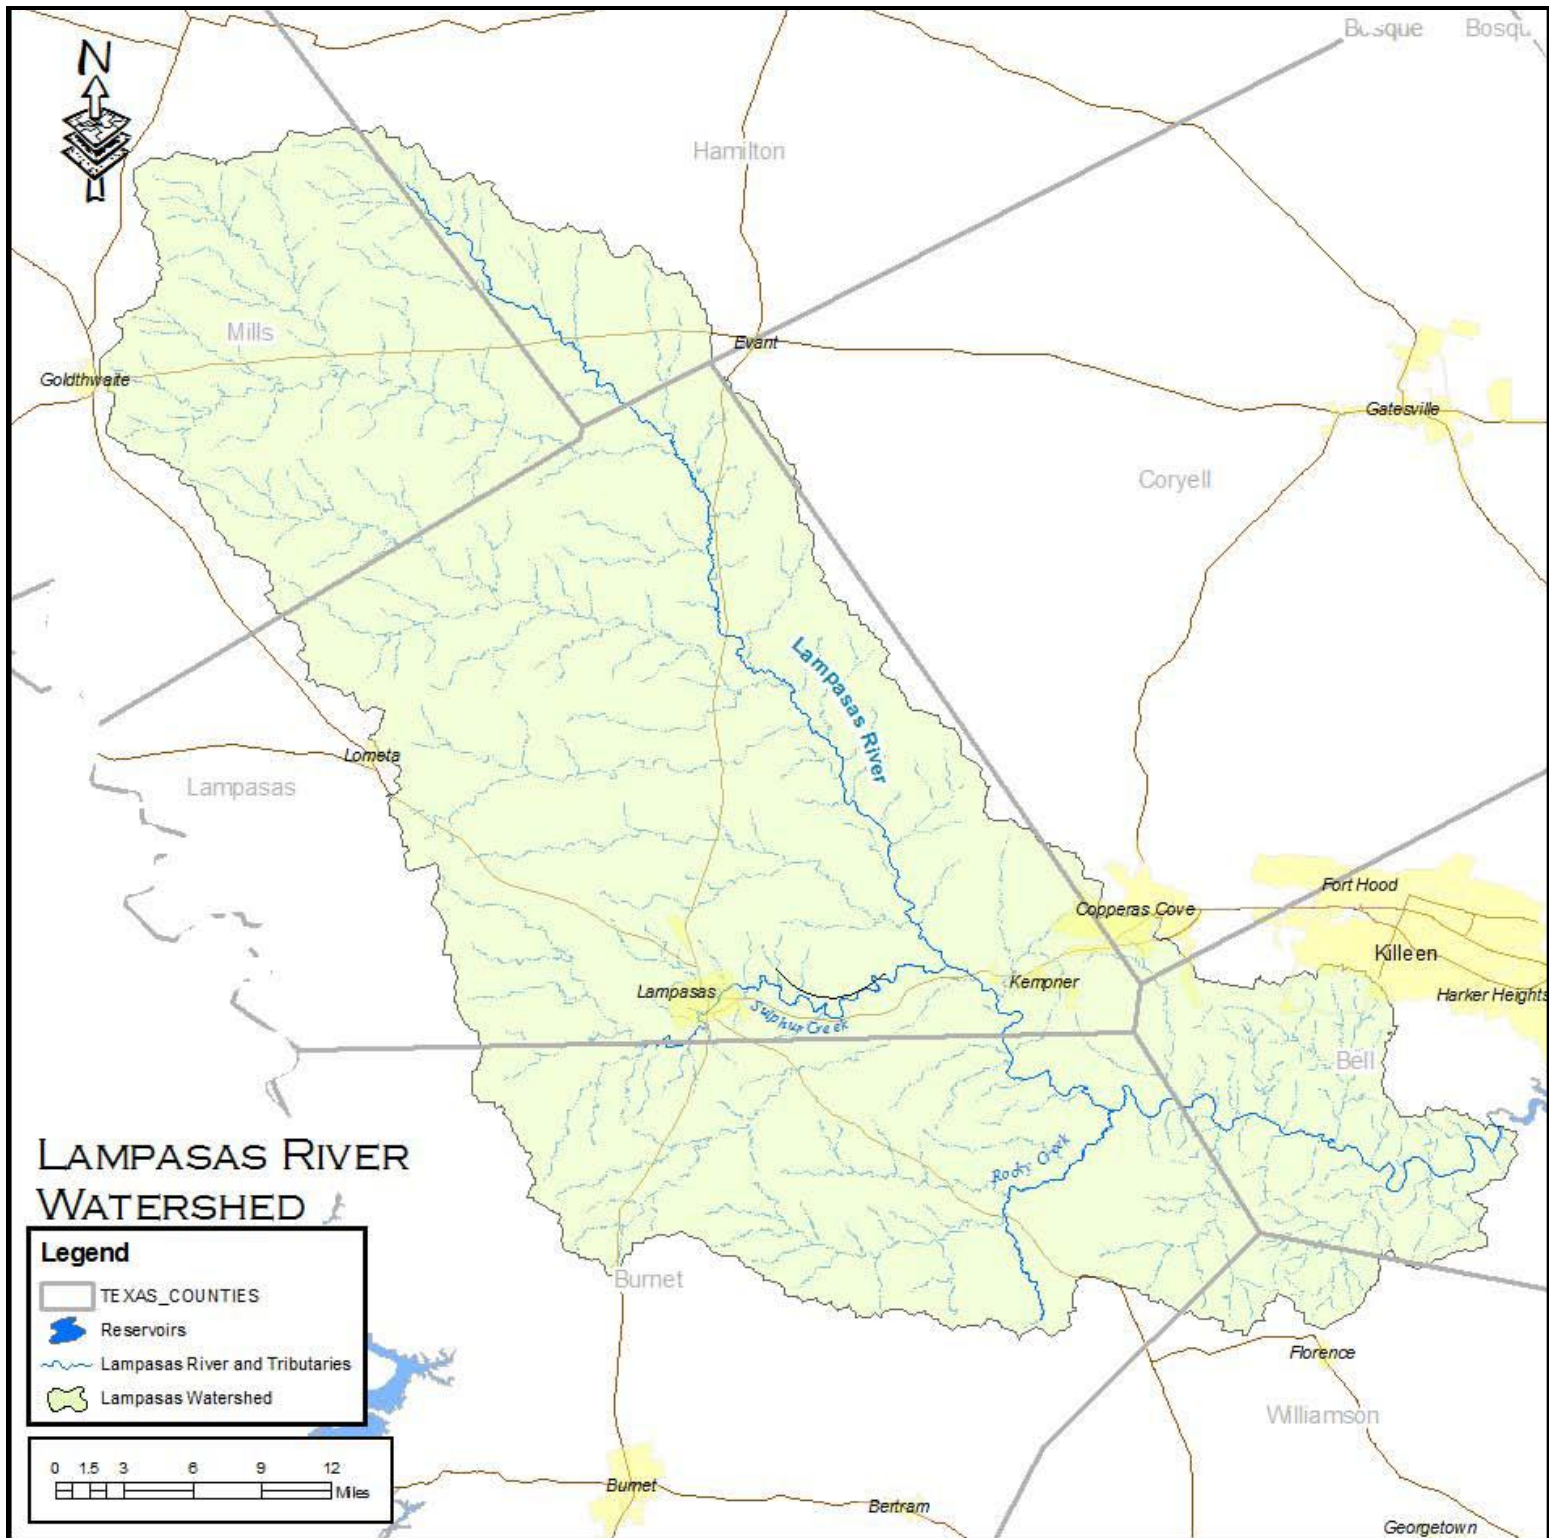 Bosque
Bosqu
N
Hamilton
Mills
Evant
Goldthwaite
Gatesville
Coryell
Lampasas River
Lometa
Lampasas
Fort Hood
Copperas Cove
Killeen
Kempner
Lampasas
Harker Heights
Sulphur Creek
Bell
Rocky Creek
LAMPASAS RIVER
WATERSHED
Legend
TEXAS_COUNTIES
Reservoirs
Lampasas River and Tributaries
Lampasas Watershed
Burnet
Florence
Williamson
0 1.5 3 6 9 12
Miles
Burnet
Bertram
Georgetown